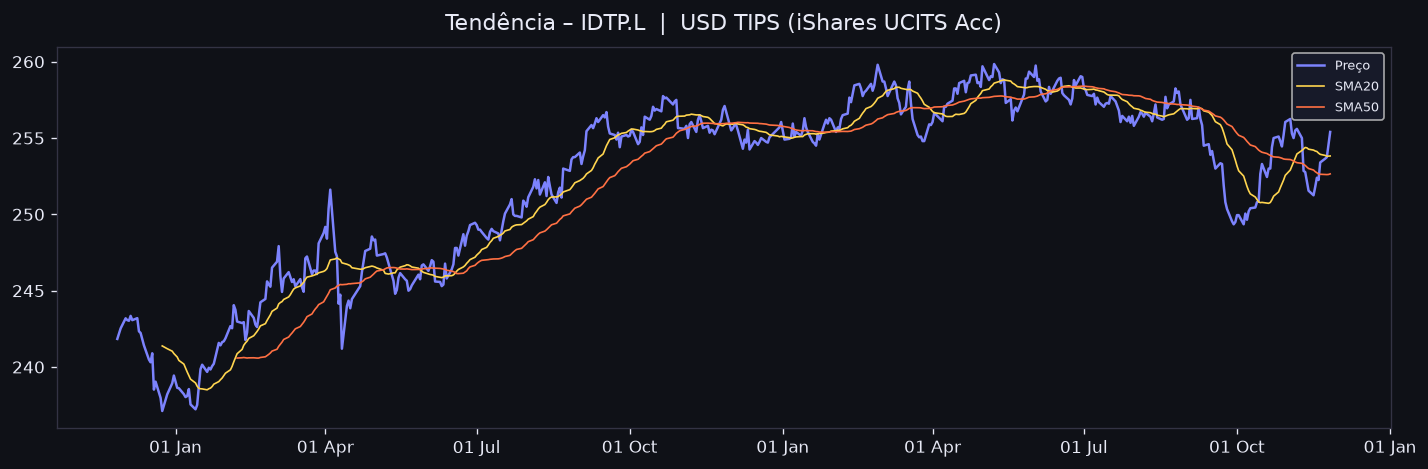 Tendência – IDTP.L | USD TIPS (iShares UCITS Acc)
260
255
250
245
240
Preço
SMA20
SMA50
01 Jan
01 Apr
01 Jul
01 Oct
01 Jan
01 Apr
01 Jul
01 Oct
01 Jan